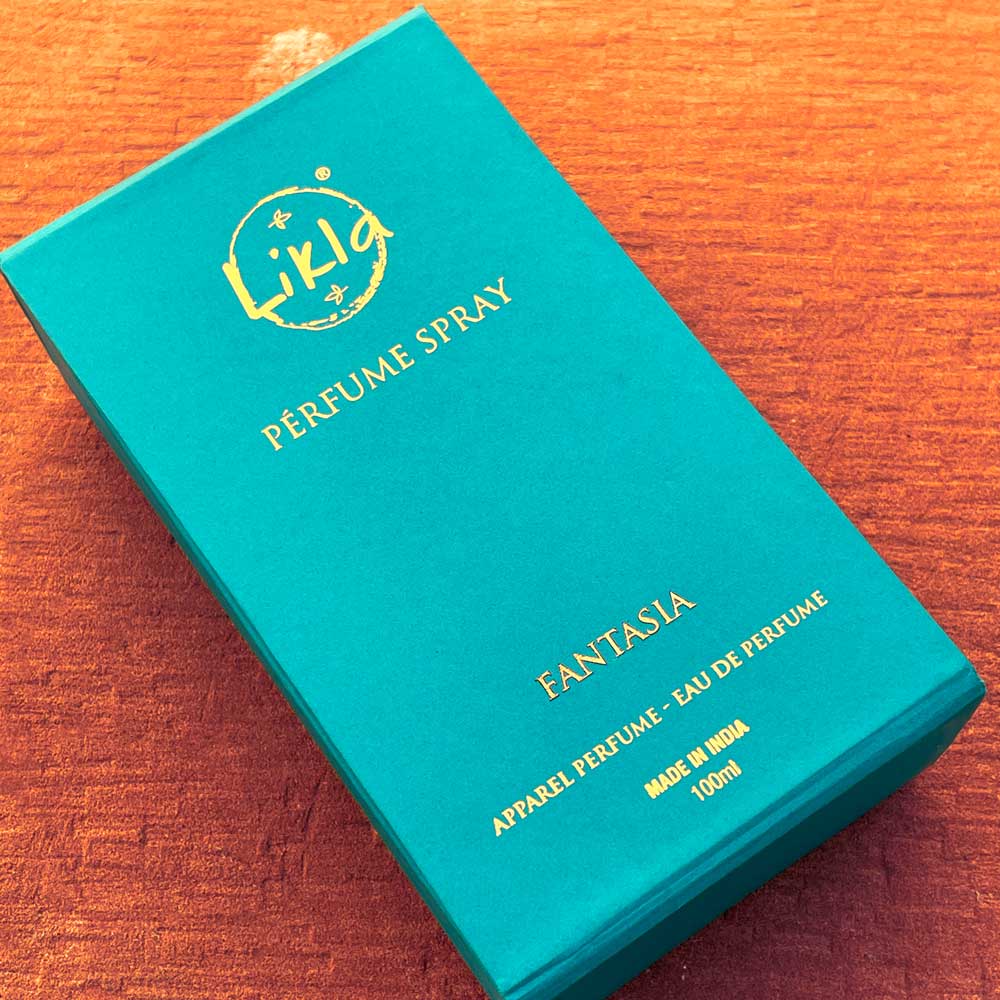 Likla®
PÉRFUME SPRAY
FANTASIA
APPAREL PERFUME - EAU DE PERFUME
MADE IN INDIA
100ml